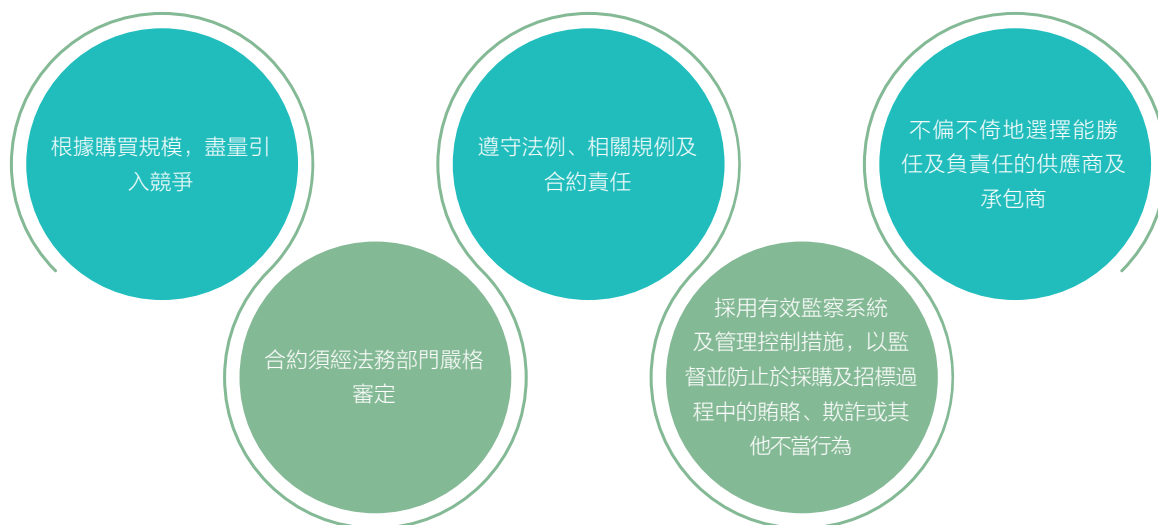 根據購買規模，盡量引
入競爭
合約須經法務部門嚴格
審定
遵守法例、相關規例及
合約責任
採用有效監察系統
及管理控制措施，以監
督並防止於採購及招標過
程中的賄賂、欺詐或其
他不當行為
不偏不倚地選擇能勝
任及負責任的供應商及
承包商